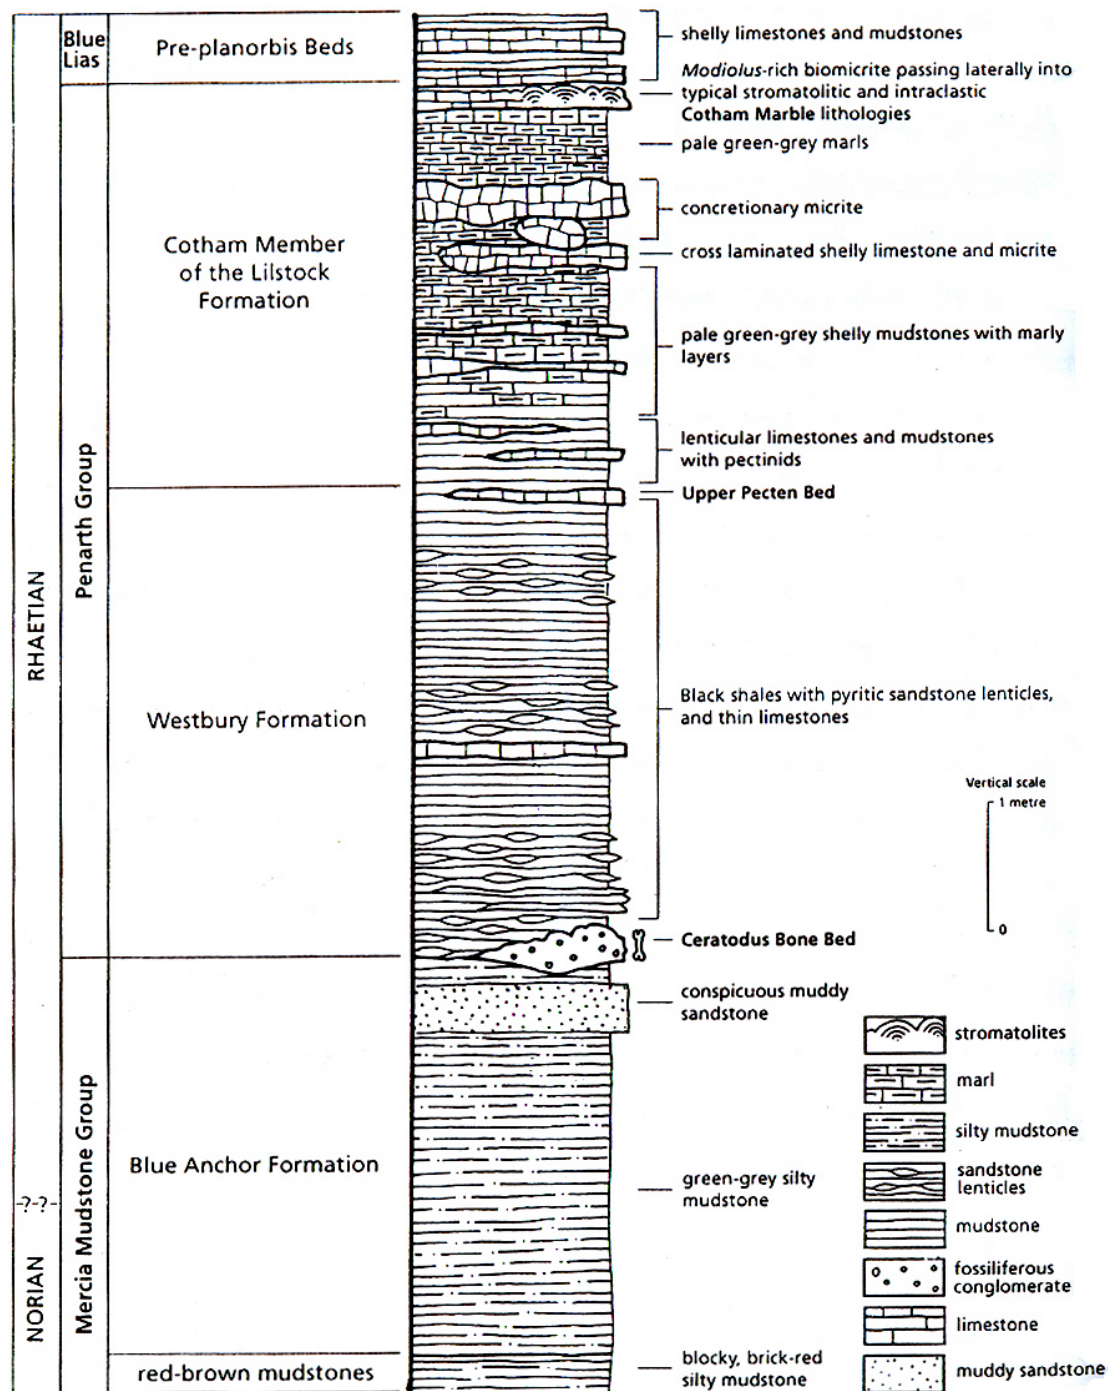 Blue
Lias
Pre-planorbis Beds
shelly limestones and mudstones
Modiolus-rich biomicrite passing laterally into
typical stromatolitic and intraclastic
Cotham Marble lithologies
pale green-grey marls
concretionary micrite
Cotham Member
of the Lilstock
Formation
cross laminated shelly limestone and micrite
pale green-grey shelly mudstones with marly
layers
lenticular limestones and mudstones
with pectinids
Upper Pecten Bed
Penarth Group
RHAETIAN
Westbury Formation
Black shales with pyritic sandstone lenticles,
and thin limestones
Vertical scale
1 metre
0
Ceratodus Bone Bed
conspicuous muddy
sandstone
Mercia Mudstone Group
Blue Anchor Formation
green-grey silty
mudstone
-?-?-
NORIAN
red-brown mudstones
blocky, brick-red
silty mudstone
stromatolites
marl
silty mudstone
sandstone
lenticles
mudstone
fossiliferous
conglomerate
limestone
muddy sandstone